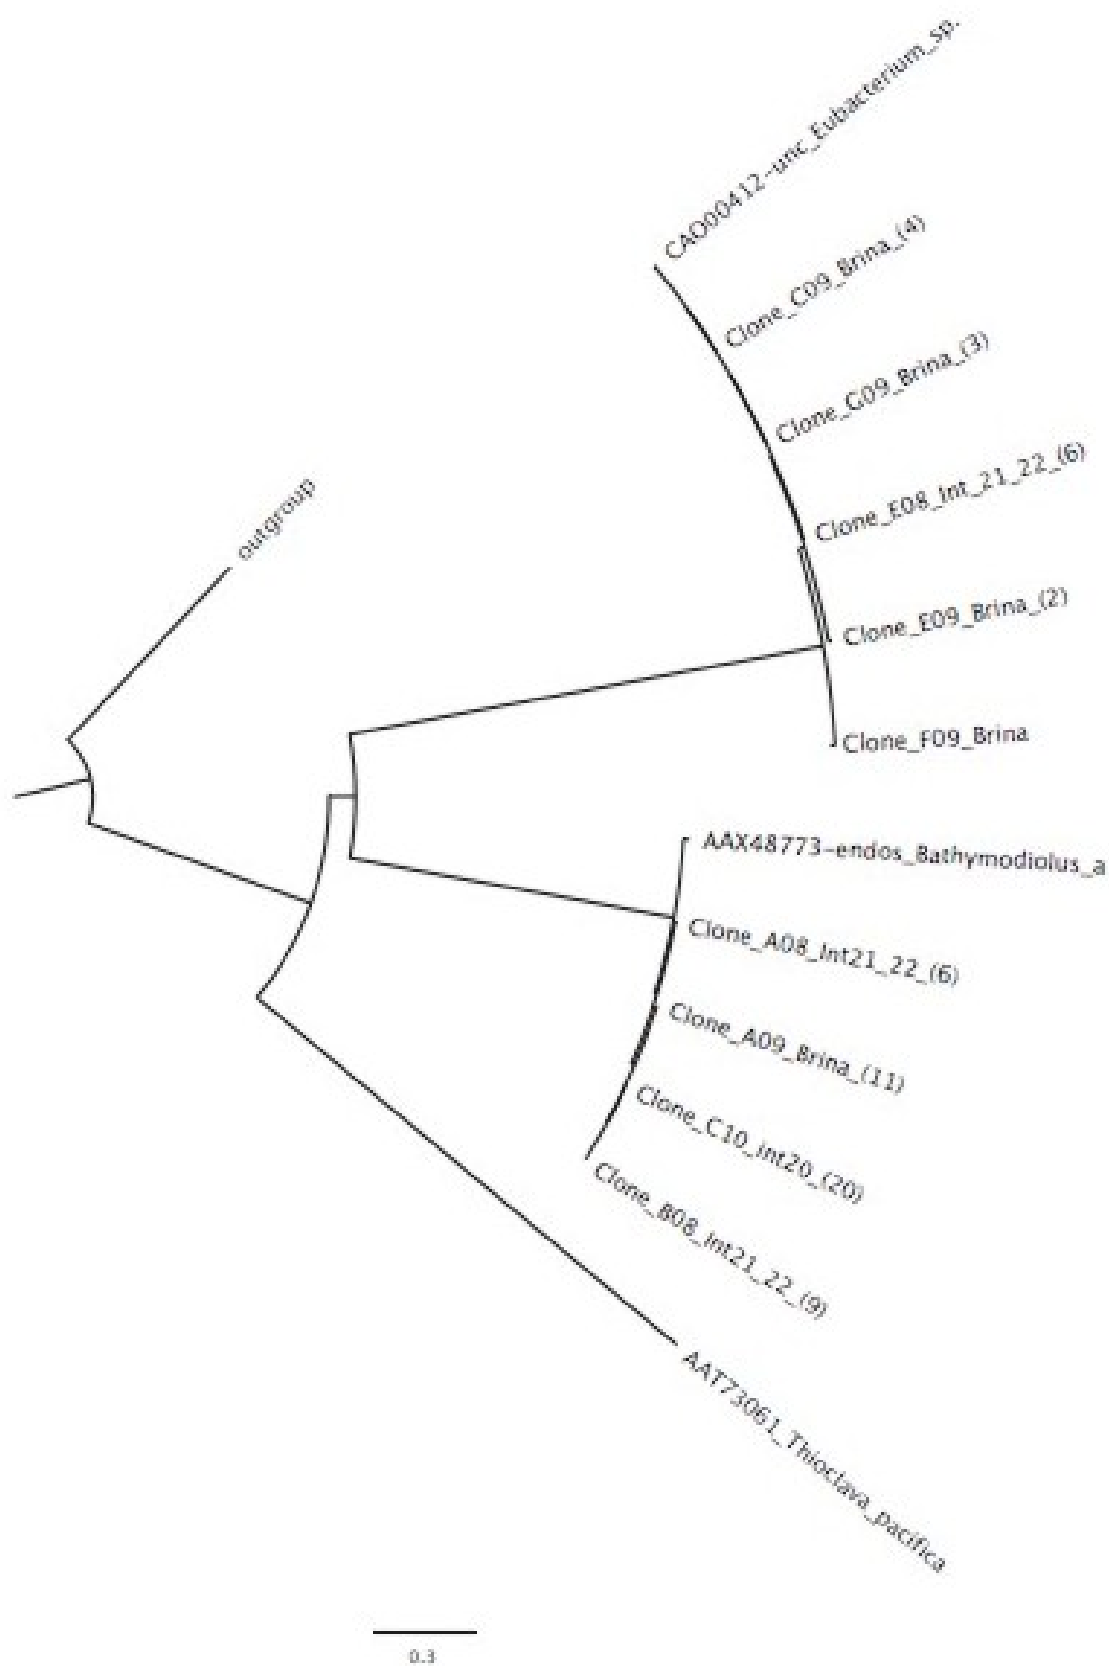 CAO00412-unc_Eubacterium_sp.
Clone_C09_Brina_(4)
Clone_G09_Brina_(3)
Clone_E08_Int_21_22_(6)
outgroup
Clone_E09_Brina_(2)
Clone_F09_Brina
AAX48773-endos_Bathymodiolus_a
Clone_A08_Int21_22_(6)
Clone_A09_Brina_(11)
Clone_C10_Int20_(20)
Clone_B08_Int21_22_(9)
AAT73061_Thioclava_pacifica
0.3